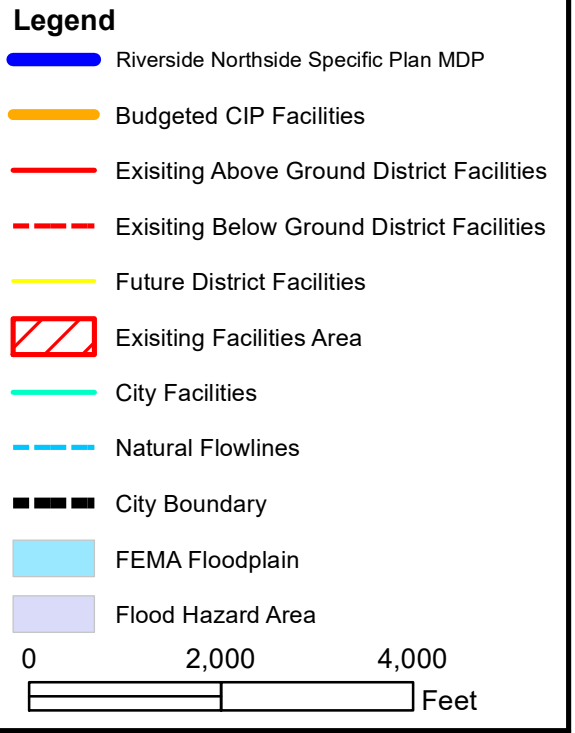 Legend
Riverside Northside Specific Plan MDP
Budgeted CIP Facilities
Exisiting Above Ground District Facilities
Exisiting Below Ground District Facilities
Future District Facilities
Exisiting Facilities Area
City Facilities
Natural Flowlines
City Boundary
FEMA Floodplain
Flood Hazard Area
0 2,000 4,000
Feet